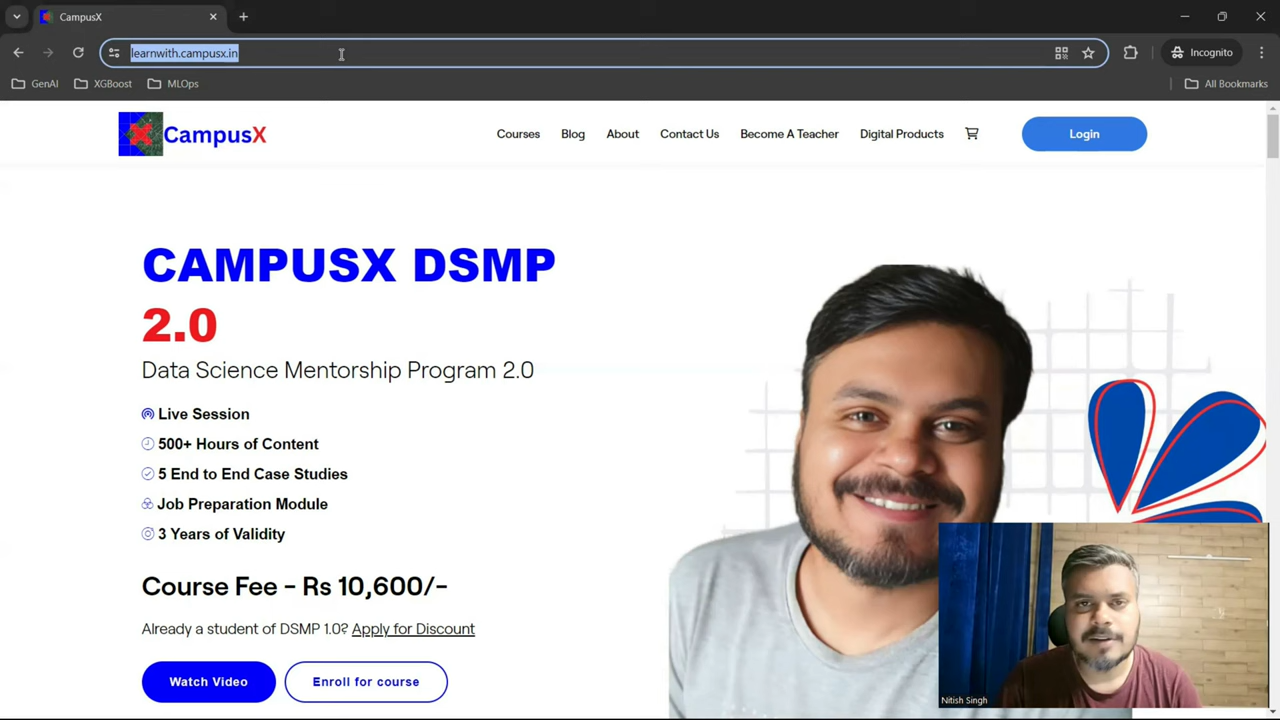 CampusX
learnwith.campusx.in
Incognito
GenAI
XGBoost
MLOps
All Bookmarks
CampusX
Courses
Blog
About
Contact Us
Become A Teacher
Digital Products
Login
CAMPUSX DSMP
2.0
Data Science Mentorship Program 2.0
Live Session
500+ Hours of Content
5 End to End Case Studies
Job Preparation Module
3 Years of Validity
Course Fee - Rs 10,600/-
Already a student of DSMP 1.0? Apply for Discount
Watch Video
Enroll for course
Nitish Singh